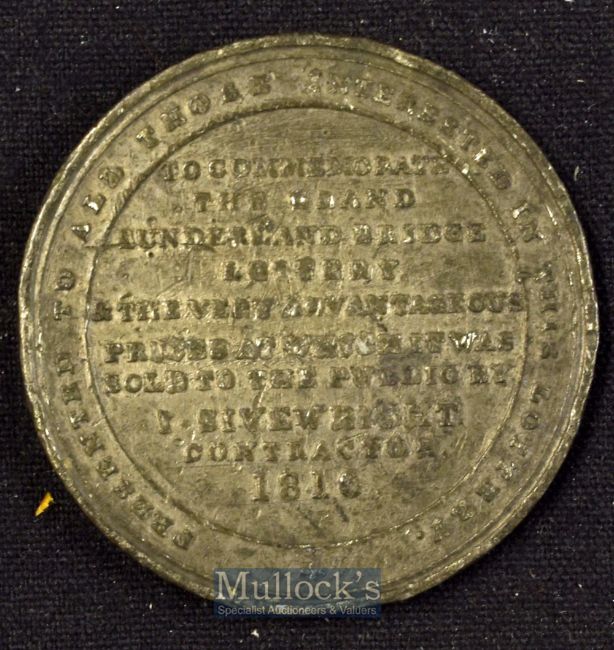 PRESENTED TO ALL THOSE INTERESTED IN THIS LOTTERY.
TO COMMEMORATE
THE GRAND
SUNDERLAND BRIDGE
LOTTERY
& THE VERY ADVANTAGEOUS
PRICES AT WHICH IT WAS
SOLD TO THE PUBLIC BY
I. SIVEWRIGHT
CONTRACTOR.
1816
Mullock's
Specialist Auctioneers & Valuers